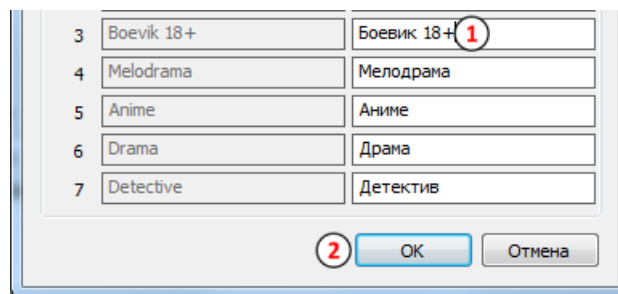 3 Boevik 18+ Боевик 18+ 1
4 Melodrama Мелодрама
5 Anime Аниме
6 Drama Драма
7 Detective Детектив
2 OK Отмена